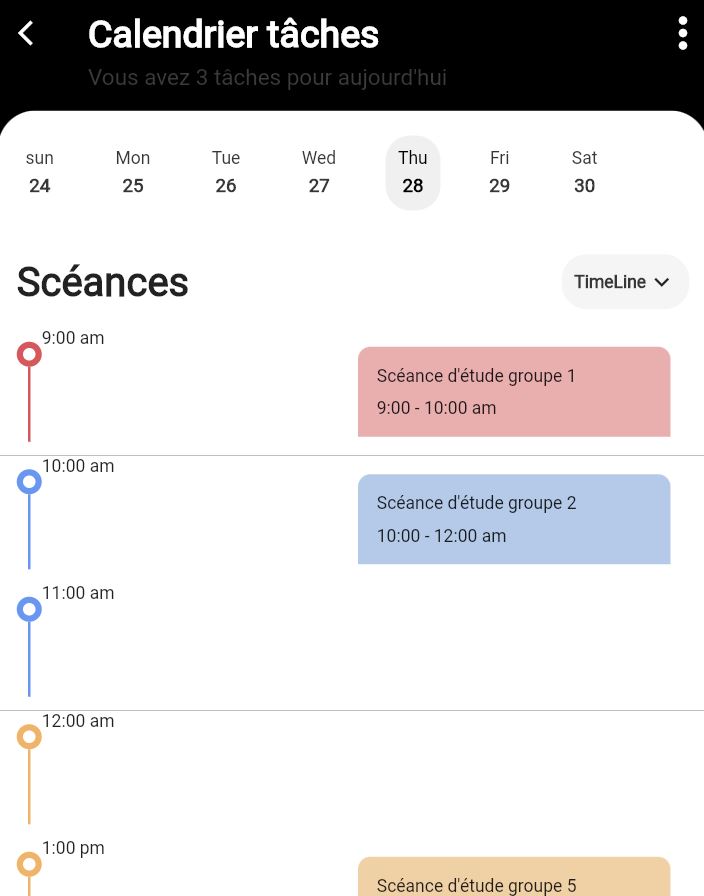 Calendrier tâches
Vous avez 3 tâches pour aujourd'hui
sun Mon Tue Wed Thu Fri Sat
24 25 26 27 28 29 30
Scéances
TimeLine
9:00 am
Scéance d'étude groupe 1
9:00 - 10:00 am
10:00 am
Scéance d'étude groupe 2
10:00 - 12:00 am
11:00 am
12:00 am
1:00 pm
Scéance d'étude groupe 5